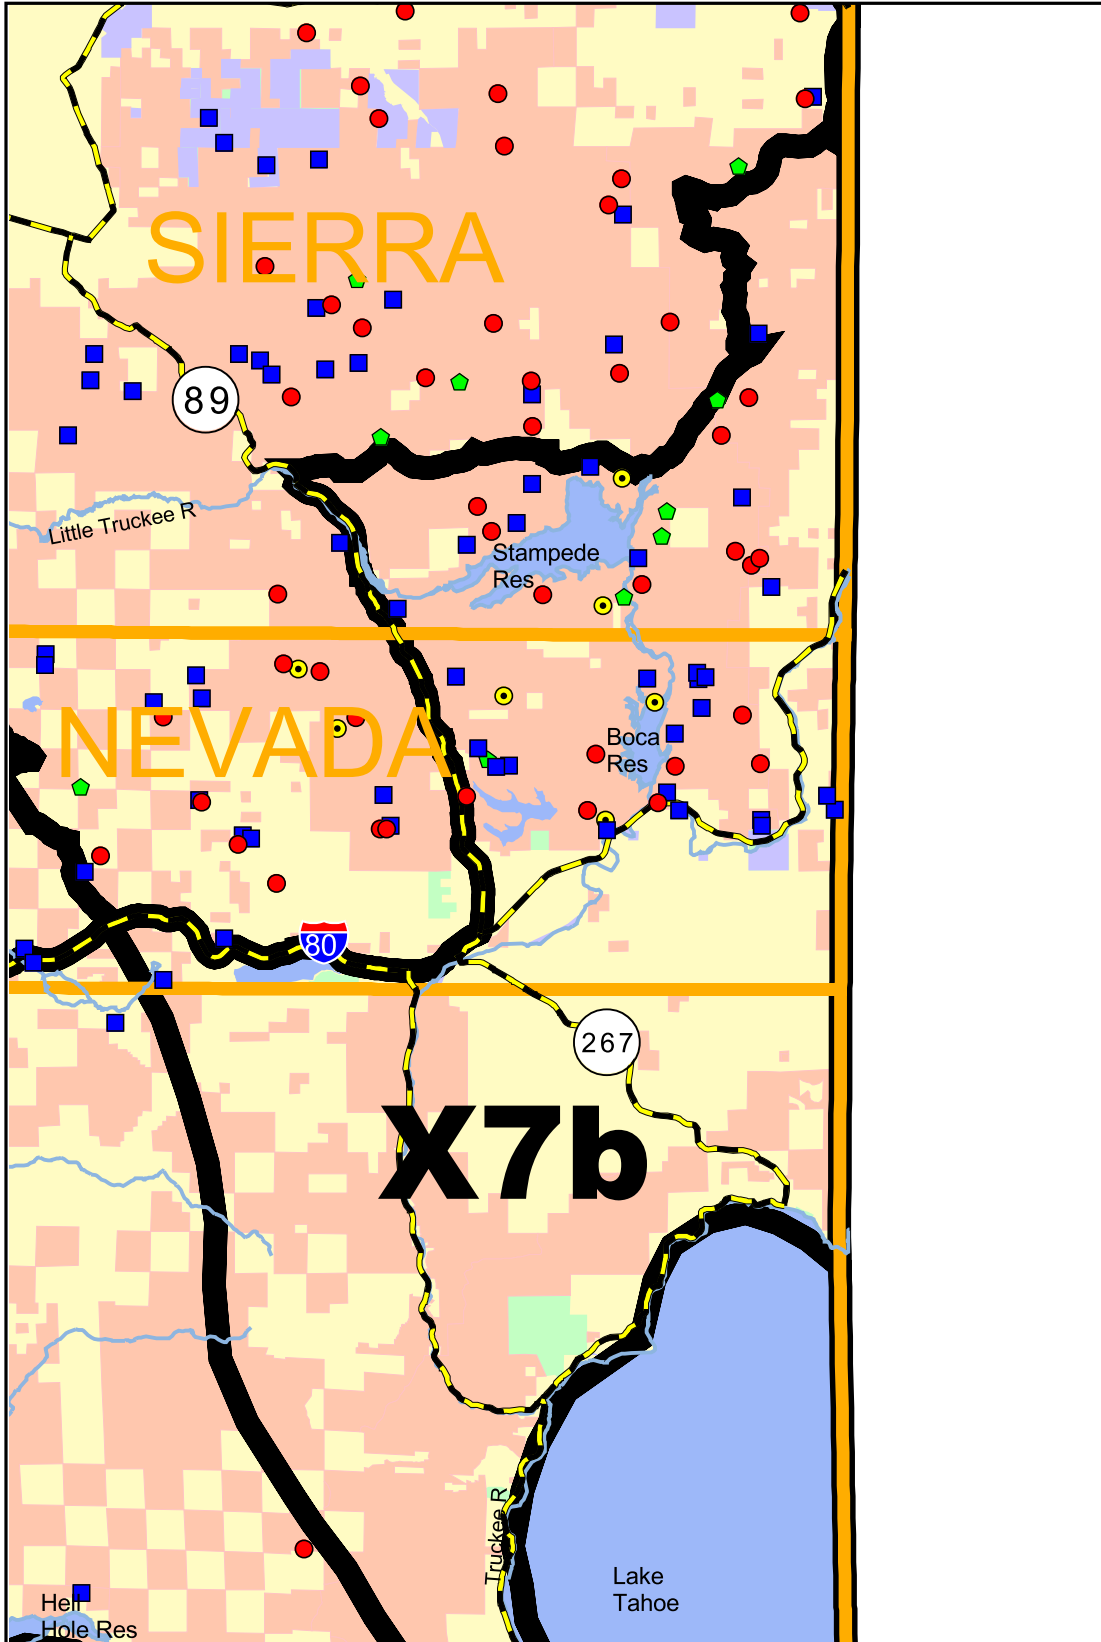 SIERRA
89
Little Truckee R
Stampede
Res
NEVADA
Boca
Res
80
267
X7b
Truckee R
Lake
Tahoe
Hell
Hole Res